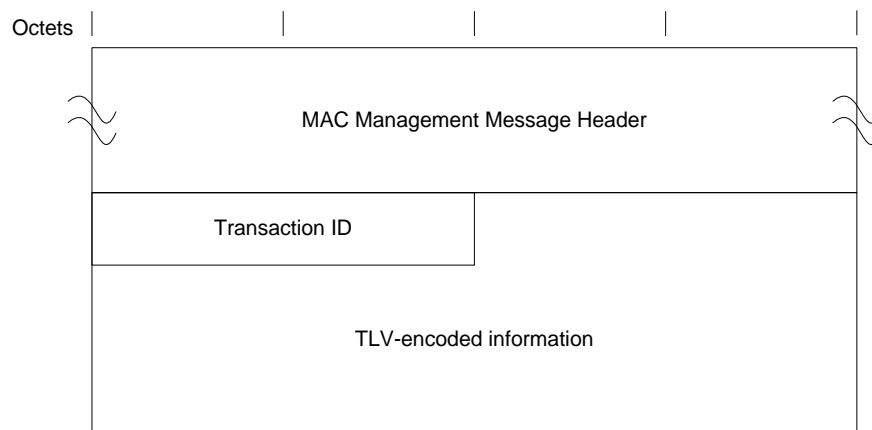 Octets
MAC Management Message Header
Transaction ID
TLV-encoded information